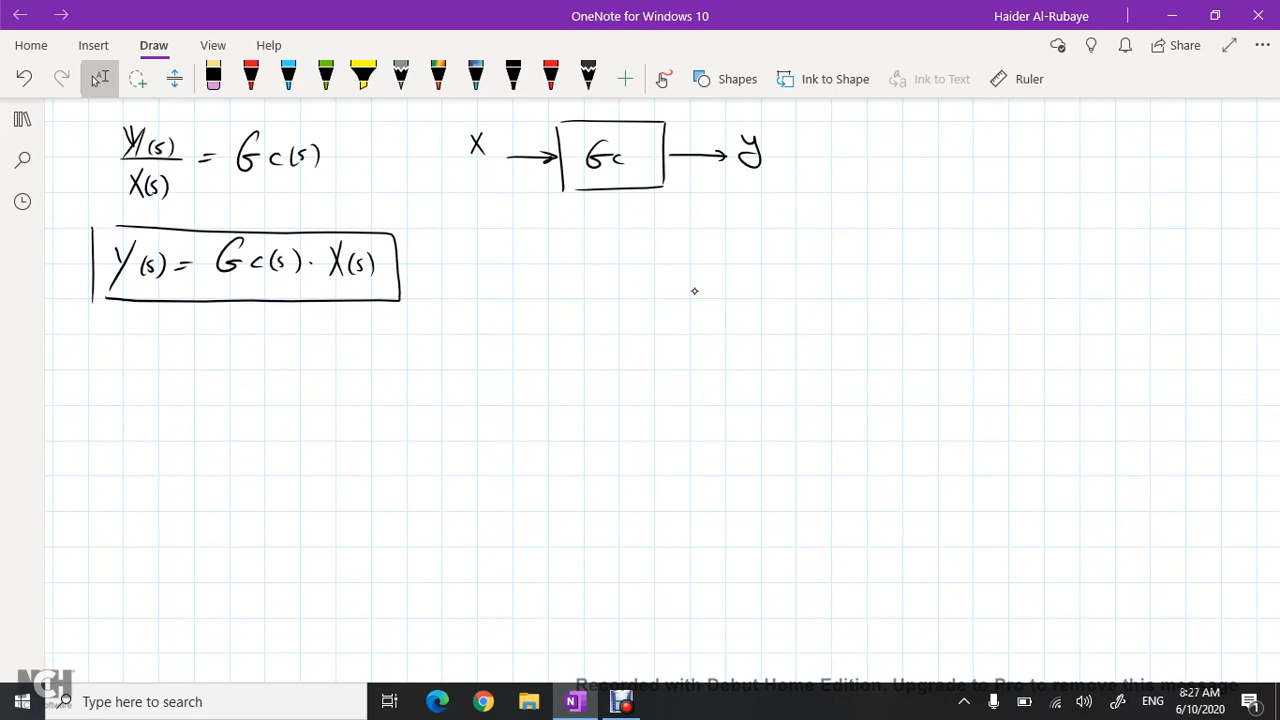 OneNote for Windows 10
Haider Al-Rubaye
Home Insert Draw View Help
Share
Shapes
Ink to Shape
Ink to Text
Ruler
Y(s)
X(s)
= Gc(s)
X → Gc → y
Y(s) = Gc(s) · X(s)
Recorded with Debut Home Edition. Upgrade to Pro to remove this message
NCH
Software
Type here to search
ENG
8:27 AM
6/10/2020